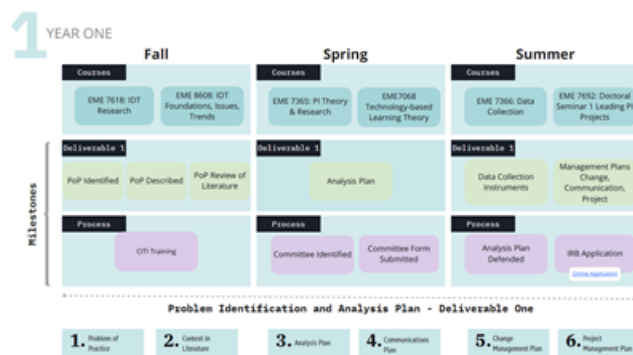 1 YEAR ONE
Fall
Spring
Summer
Courses
EME 7618: IDT
Research
EME 8608: IDT
Foundations, Issues,
Trends
Courses
EME 7365: PI Theory
& Research
EME7068
Technology-based
Learning Theory
Courses
EME 7366: Data
Collection
EME 7692: Doctoral
Seminar 1 Leading PI
Projects
Milestones
Deliverable 1
PoP Identified
PoP Described
PoP Review of
Literature
Deliverable 1
Analysis Plan
Deliverable 1
Data Collection
Instruments
Management Plans
Change,
Communication,
Project
Process
Process
Committee Identified
Committee Form
Submitted
Process
Analysis Plan
Defended
IRB Application
Online Application
Training
Problem Identification and Analysis Plan - Deliverable One
1. Problem of
Practice
2. Context in
Literature
3. Analysis Plan
4. Communications
Plan
5. Change
Management Plan
6. Project
Management Plan